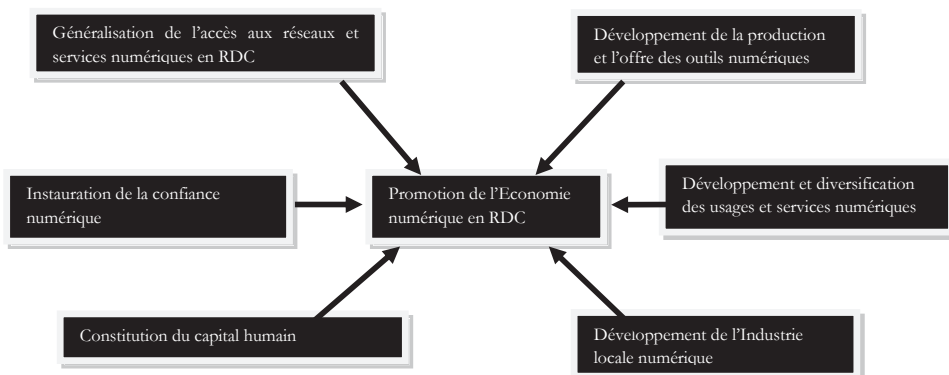 Généralisation de l’accès aux réseaux et
services numériques en RDC
Développement de la production
et l’offre des outils numériques
Instauration de la confiance
numérique
Promotion de l’Economie
numérique en RDC
Développement et diversification
des usages et services numériques
Constitution du capital humain
Développement de l’Industrie
locale numérique